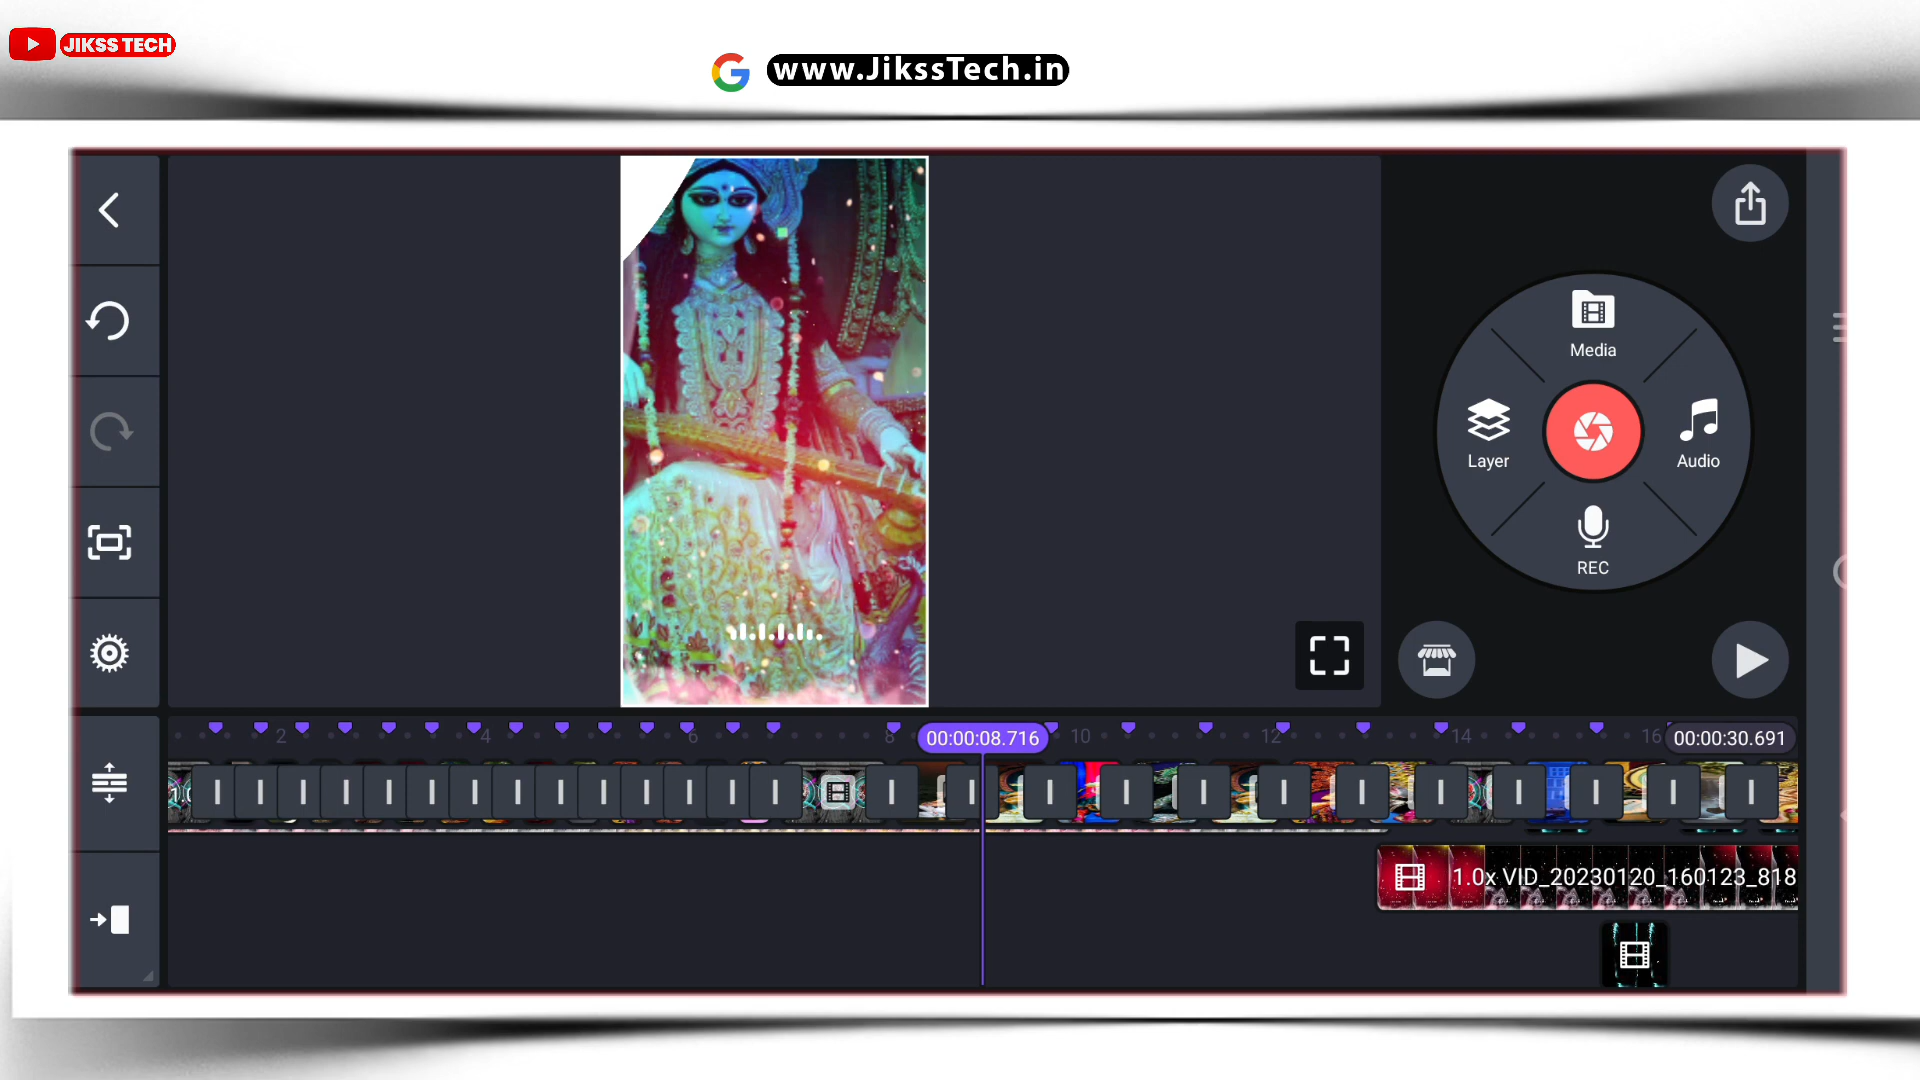 JIKSS TECH
www.JikssTech.in
Media
Layer
Audio
REC
2
4
6
8
00:00:08.716
10
12
14
16
00:00:30.691
1.0x VID_20230120_160123_818